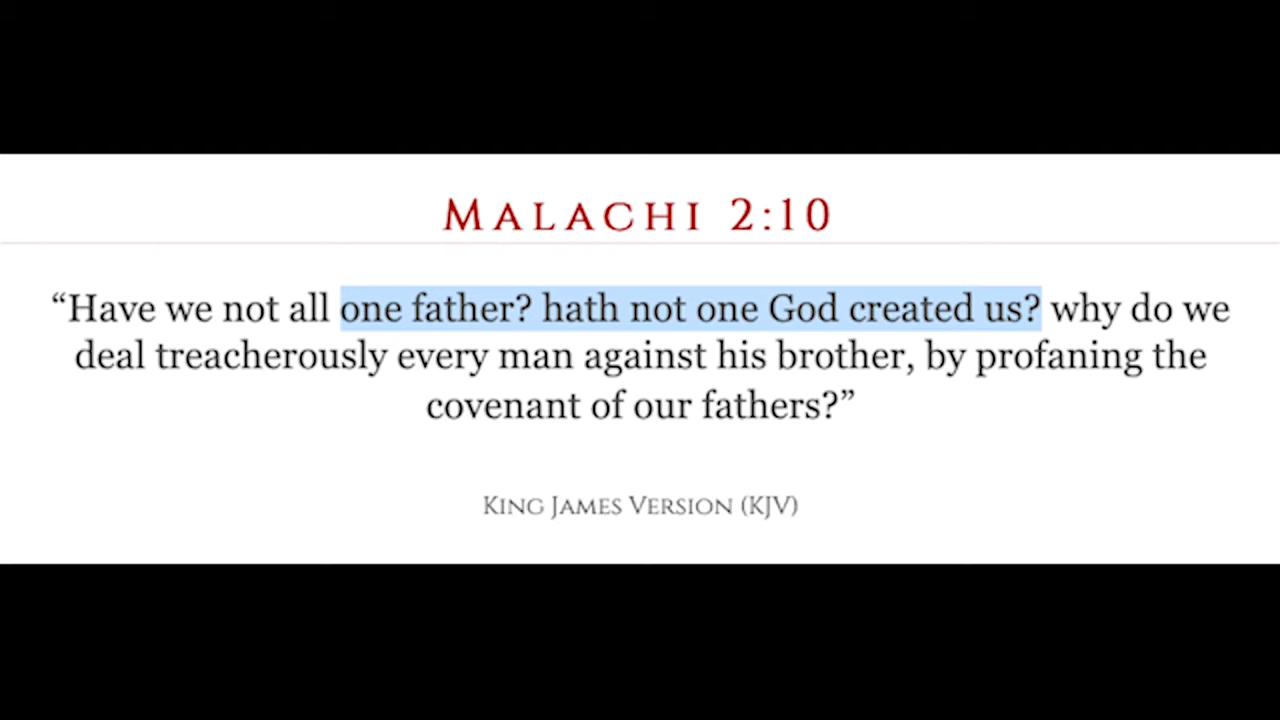 MALACHI 2:10
“Have we not all one father? hath not one God created us? why do we
deal treacherously every man against his brother, by profaning the
covenant of our fathers?”
King James Version (KJV)